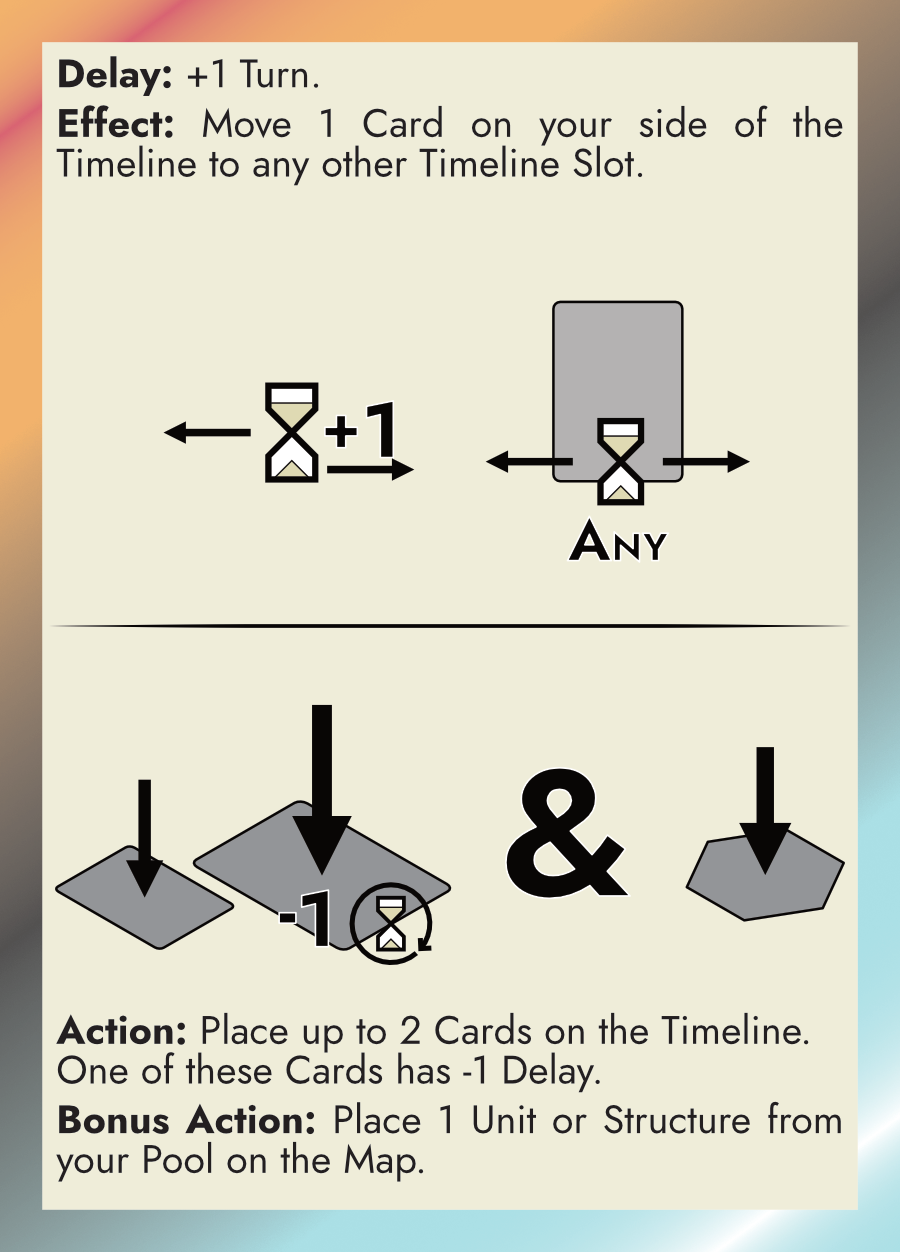 Delay: +1 Turn.
Effect: Move 1 Card on your side of the
Timeline to any other Timeline Slot.
+1
Any
-1
&
Action: Place up to 2 Cards on the Timeline.
One of these Cards has -1 Delay.
Bonus Action: Place 1 Unit or Structure from
your Pool on the Map.